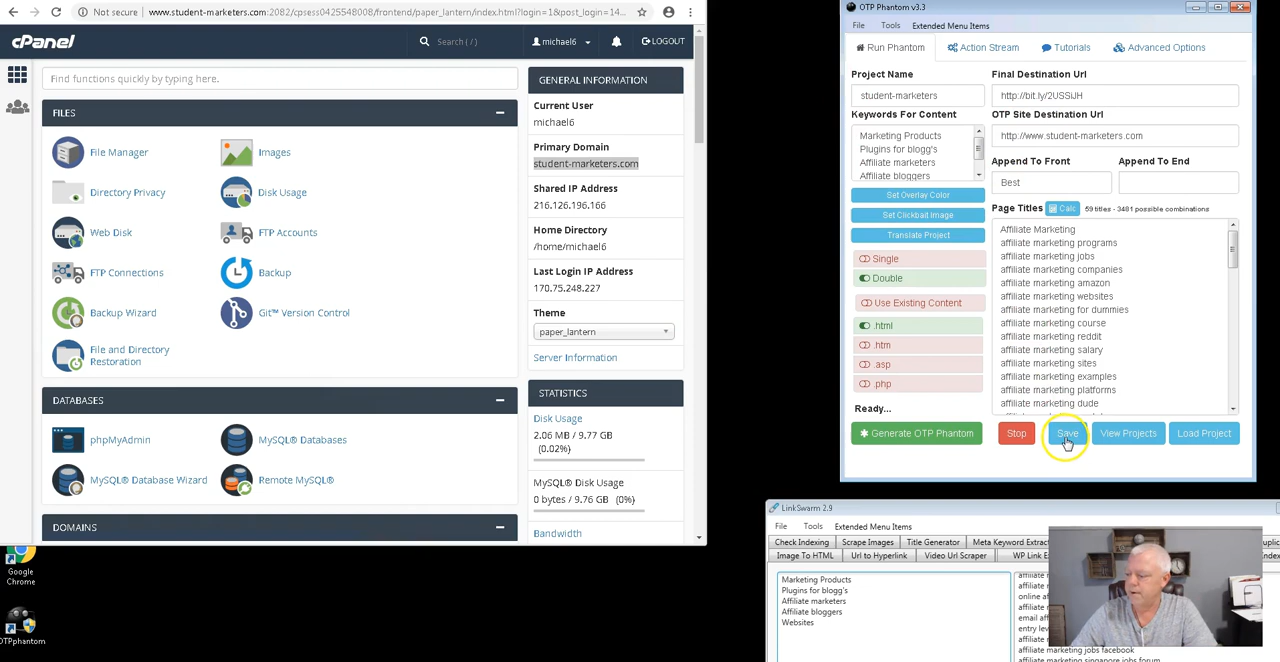 Not secure | www.student-marketers.com:2082/cpsess0425548008/frontend/paper_lantern/index.html?login=1&post_login=14...
cPanel
Search ( / )
michael6
LOGOUT
Find functions quickly by typing here.
FILES
File Manager
Images
Directory Privacy
Disk Usage
Web Disk
FTP Accounts
FTP Connections
Backup
Backup Wizard
Git™ Version Control
File and Directory
Restoration
DATABASES
phpMyAdmin
MySQL® Databases
MySQL® Database Wizard
Remote MySQL®
DOMAINS
GENERAL INFORMATION
Current User
michael6
Primary Domain
student-marketers.com
Shared IP Address
216.126.196.166
Home Directory
/home/michael6
Last Login IP Address
170.75.248.227
Theme
paper_lantern
Server Information
STATISTICS
Disk Usage
2.06 MB / 9.77 GB
(0.02%)
MySQL® Disk Usage
0 bytes / 9.76 GB (0%)
Bandwidth
Google
Chrome
OTPphantom
OTP Phantom v3.3
File Tools Extended Menu Items
Run Phantom
Action Stream
Tutorials
Advanced Options
Project Name
student-marketers
Final Destination Url
http://bit.ly/2USSiJH
Keywords For Content
Marketing Products
Plugins for blogg's
Affiliate marketers
Affiliate bloggers
OTP Site Destination Url
http://www.student-marketers.com
Append To Front
Best
Append To End
Set Overlay Color
Set Clickbait Image
Translate Project
Page Titles
Calc
59 titles - 3481 possible combinations
Affiliate Marketing
affiliate marketing programs
affiliate marketing jobs
affiliate marketing companies
affiliate marketing amazon
affiliate marketing websites
affiliate marketing for dummies
affiliate marketing course
affiliate marketing reddit
affiliate marketing salary
affiliate marketing sites
affiliate marketing examples
affiliate marketing platforms
affiliate marketing dude
Single
Double
Use Existing Content
.html
.htm
.asp
.php
Ready...
Generate OTP Phantom
Stop
Save
View Projects
Load Project
LinkSwarm 2.9
File Tools Extended Menu Items
Check Indexing
Scrape Images
Title Generator
Meta Keyword Extract
Image To HTML
Url to Hyperlink
Video Url Scraper
Marketing Products
Plugins for blogg's
Affiliate marketers
Affiliate bloggers
Websites
affiliate marketing jobs facebook
affiliate marketing singapore jobs forum